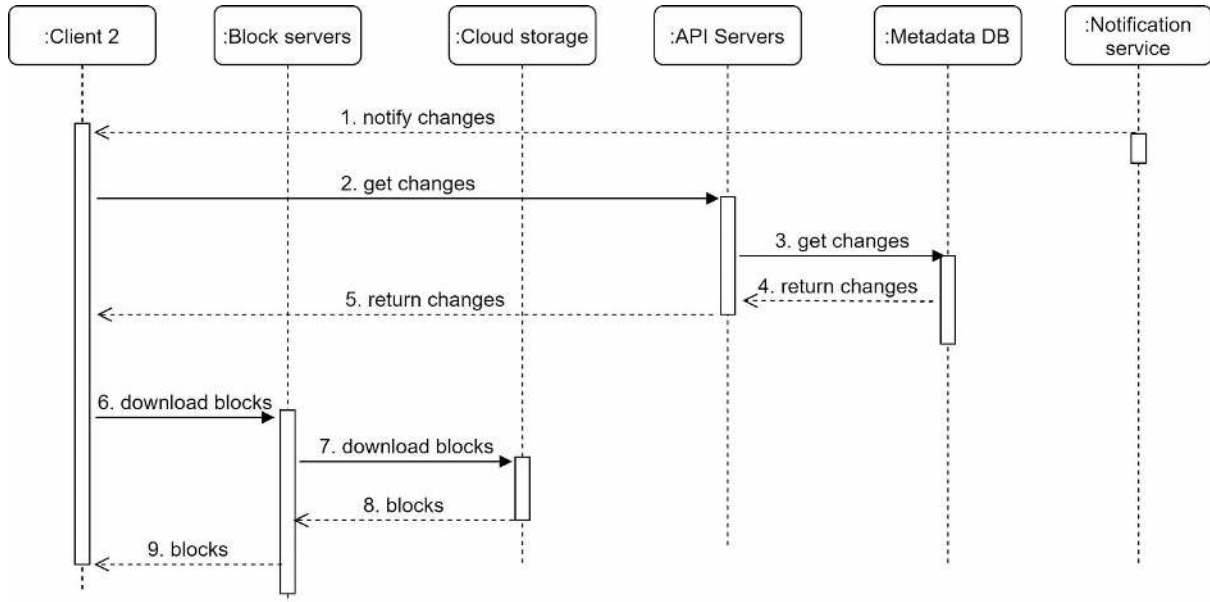 :Client 2
:Block servers
:Cloud storage
:API Servers
:Metadata DB
:Notification
service
1. notify changes
2. get changes
3. get changes
4. return changes
5. return changes
6. download blocks
7. download blocks
8. blocks
9. blocks